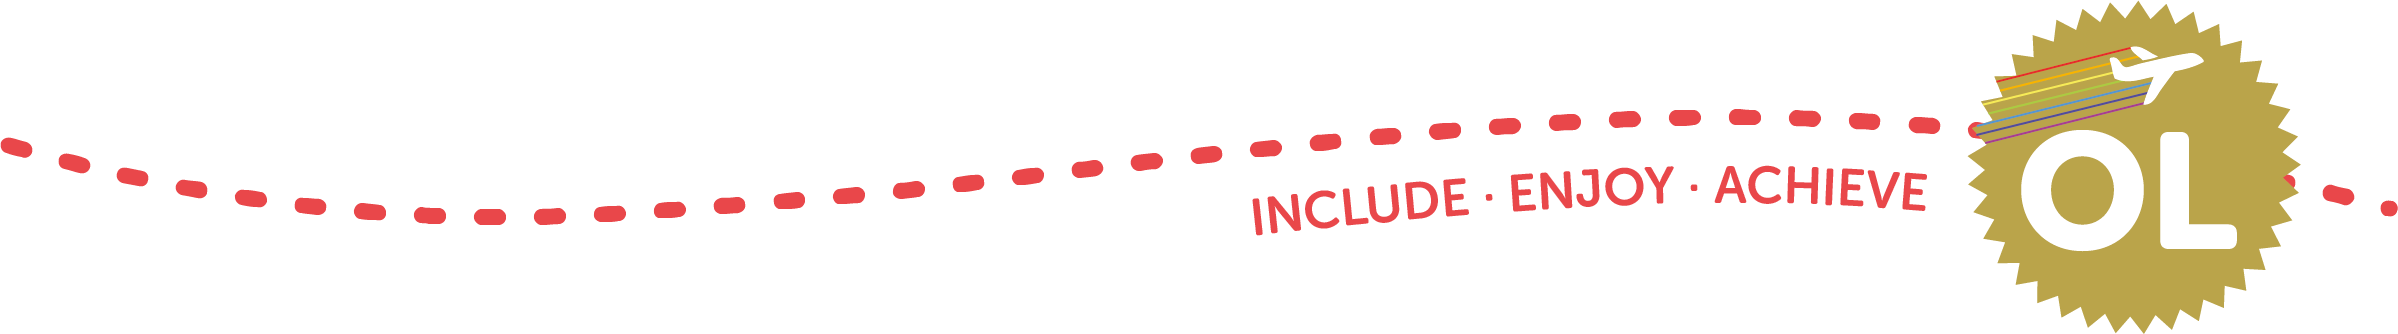 INCLUDE · ENJOY · ACHIEVE
OL